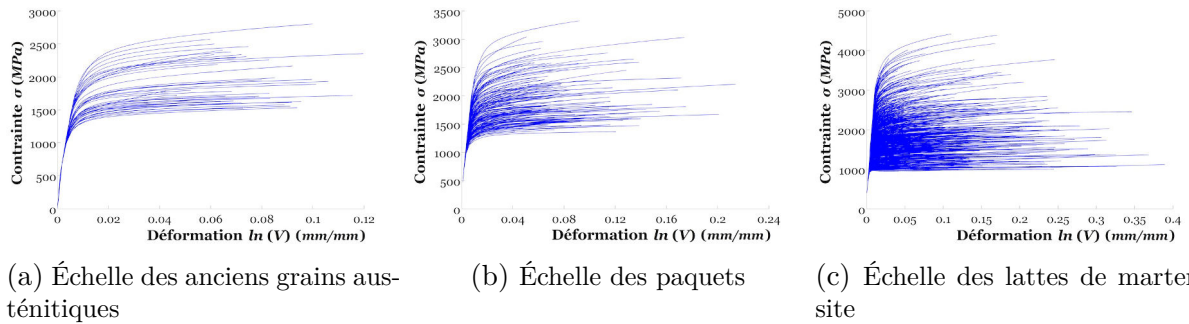 3000
2500
2000
1500
1000
500
0
Contrainte σ (MPa)
0 0.02 0.04 0.06 0.08 0.1 0.12
Déformation ln (V) (mm/mm)
(a) Échelle des anciens grains aus-
ténitiques
3500
3000
2500
2000
1500
1000
500
0
Contrainte σ (MPa)
0 0.04 0.08 0.12 0.16 0.2 0.24
Déformation ln (V) (mm/mm)
(b) Échelle des paquets
5000
4000
3000
2000
1000
0
Contrainte σ (MPa)
0 0.05 0.1 0.15 0.2 0.25 0.3 0.35 0.4
Déformation ln (V) (mm/mm)
(c) Échelle des lattes de marten
site